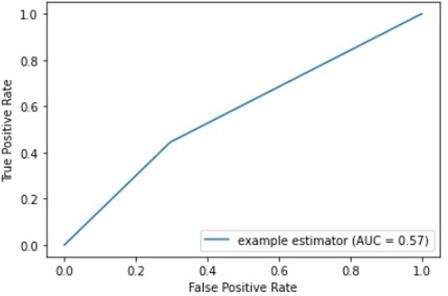 1.0
0.8
0.6
0.4
0.2
0.0
True Positive Rate
example estimator (AUC = 0.57)
0.0 0.2 0.4 0.6 0.8 1.0
False Positive Rate